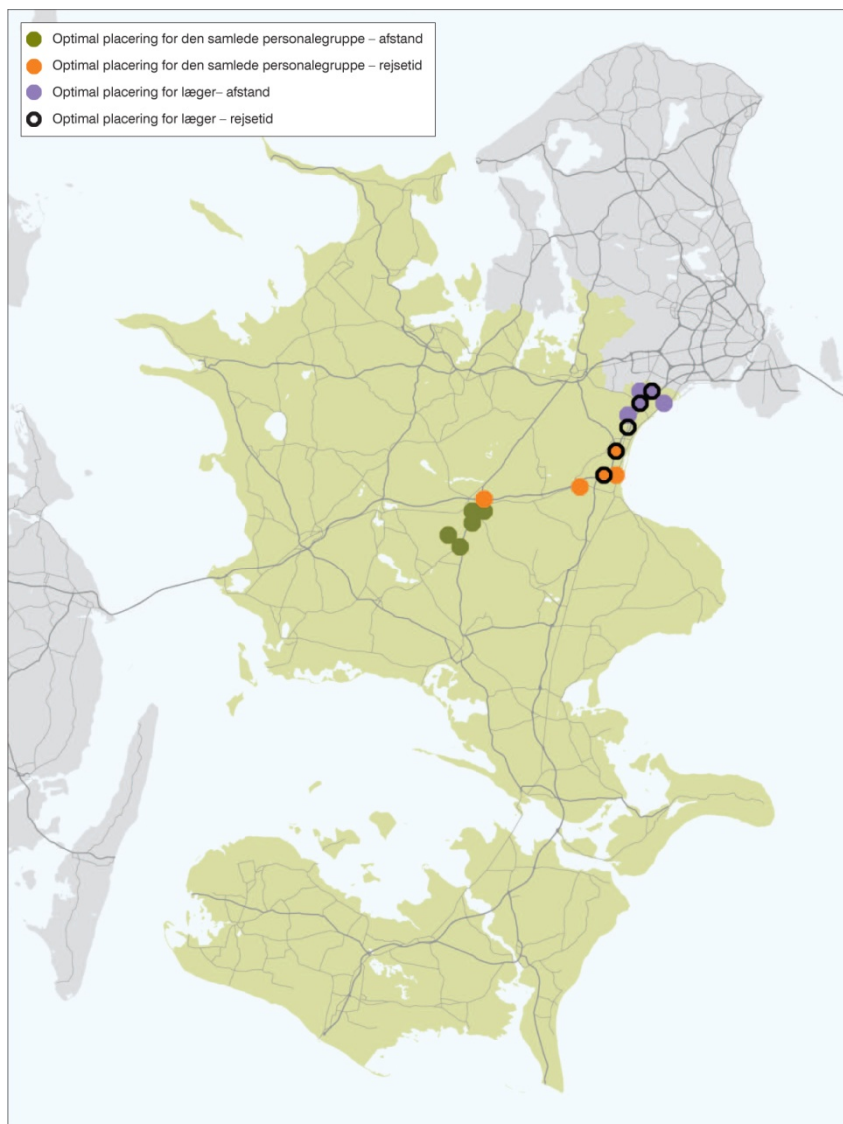 Optimal placering for den samlede personalegruppe – afstand
Optimal placering for den samlede personalegruppe – rejsetid
Optimal placering for læger– afstand
Optimal placering for læger – rejsetid